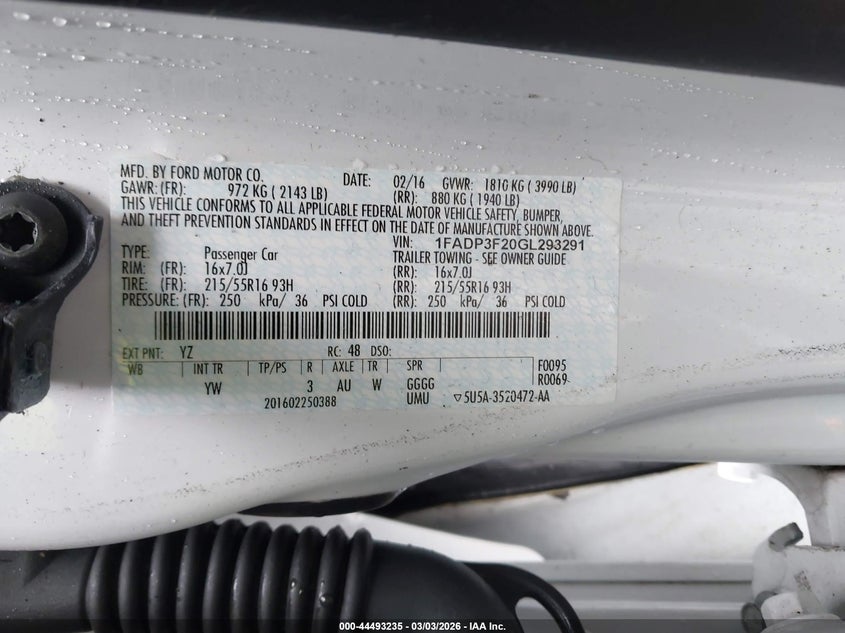 MFD. BY FORD MOTOR CO. DATE: 02/16 GVWR: 1810 KG ( 3990 LB)
GAWR: (FR): 972 KG ( 2143 LB) (RR): 880 KG ( 1940 LB)
THIS VEHICLE CONFORMS TO ALL APPLICABLE FEDERAL MOTOR VEHICLE SAFETY, BUMPER,
AND THEFT PREVENTION STANDARDS IN EFFECT ON THE DATE OF MANUFACTURE SHOWN ABOVE.
VIN: 1FADP3F20GL293291
TYPE: Passenger Car TRAILER TOWING - SEE OWNER GUIDE
RIM: (FR): 16x7.0J (RR): 16x7.0J
TIRE: (FR): 215/55R16 93H (RR): 215/55R16 93H
PRESSURE: (FR): 250 kPa/ 36 PSI COLD (RR): 250 kPa/ 36 PSI COLD
EXT PNT: YZ RC: 48 DSO:
WB INT TR TP/PS R AXLE TR SPR F0095
YW 3 AU W GGGG R0069
201602250388 UMU ▽5U5A-3520472-AA
000-44493235 - 03/03/2026 - IAA Inc.